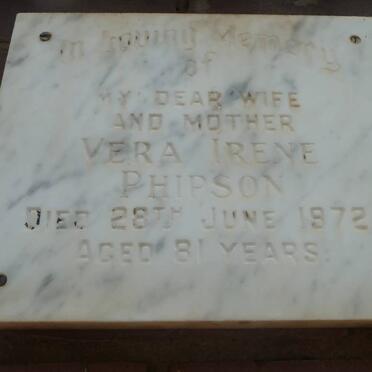 In Loving Memory
of
MY DEAR WIFE
AND MOTHER
VERA IRENE
PHIPSON
DIED 28TH JUNE 1972
AGED 81 YEARS.